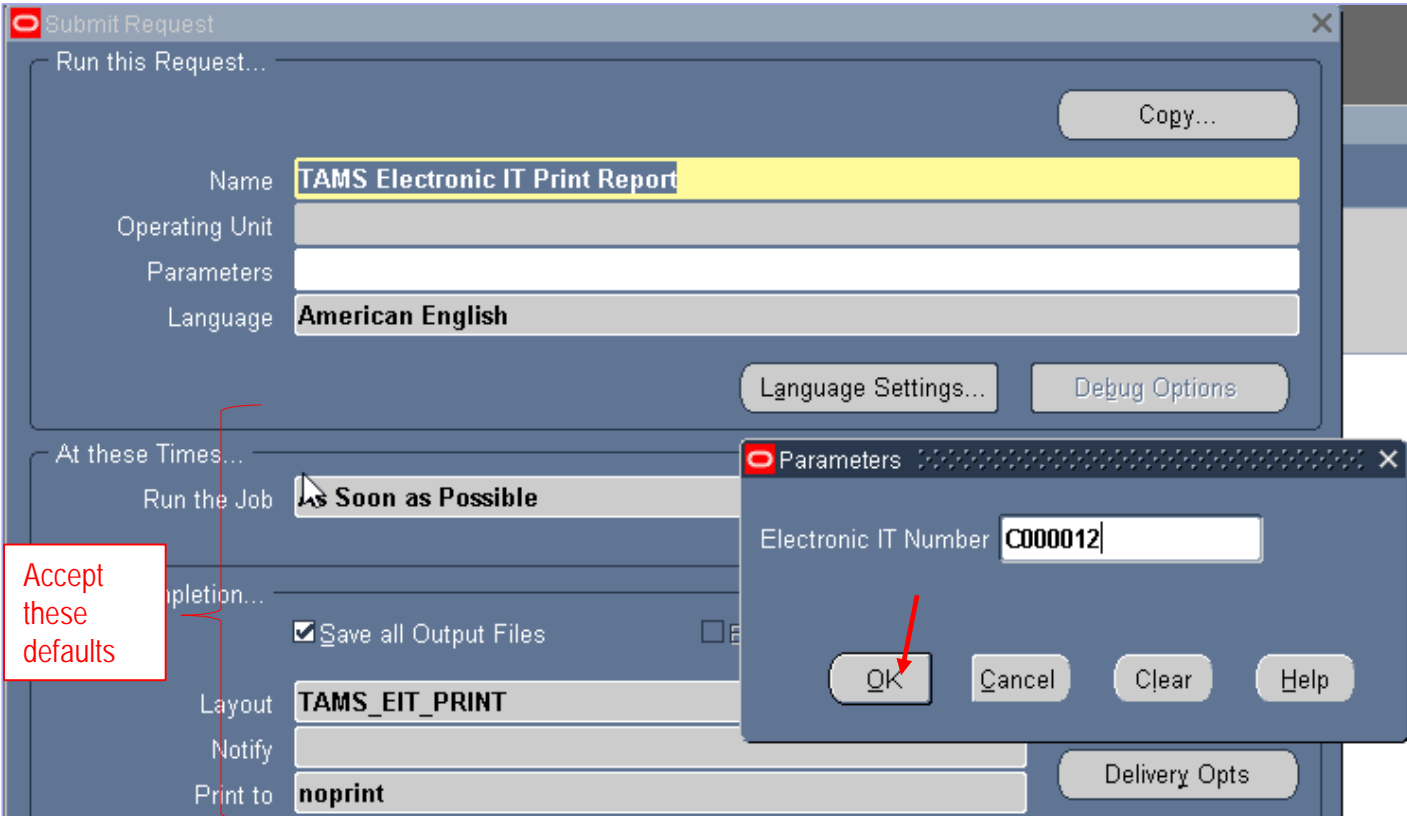 Submit Request
Run this Request...
Copy...
Name TAMS Electronic IT Print Report
Operating Unit
Parameters
Language American English
Language Settings... Debug Options
At these Times...
Run the Job As Soon as Possible
Parameters
Electronic IT Number C000012
OK Cancel Clear Help
Accept
these
defaults
Save all Output Files
Layout TAMS_EIT_PRINT
Notify
Delivery Opts
Print to noprint